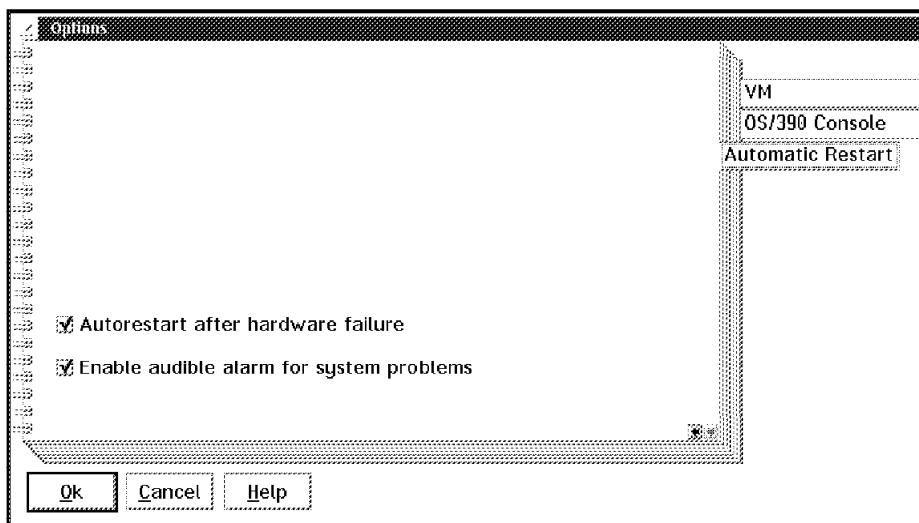 Options
VM
OS/390 Console
Automatic Restart
Autorestart after hardware failure
Enable audible alarm for system problems
Ok Cancel Help